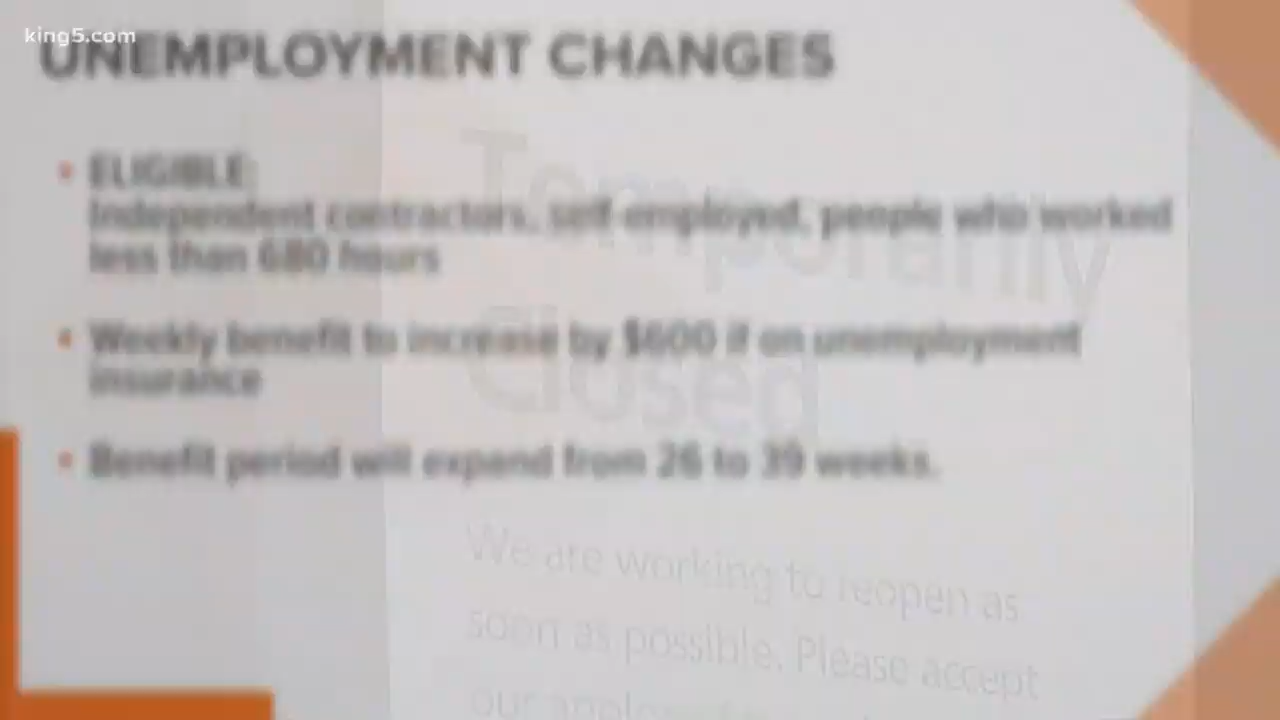 king5.com
UNEMPLOYMENT CHANGES
• ELIGIBLE:
Independent contractors, self-employed, people who worked
less than 680 hours
• Weekly benefit to increase by $600 if on unemployment
insurance
• Benefit period will expand from 26 to 39 weeks.
Temporarily
Closed
We are working to reopen as
soon as possible. Please accept
our